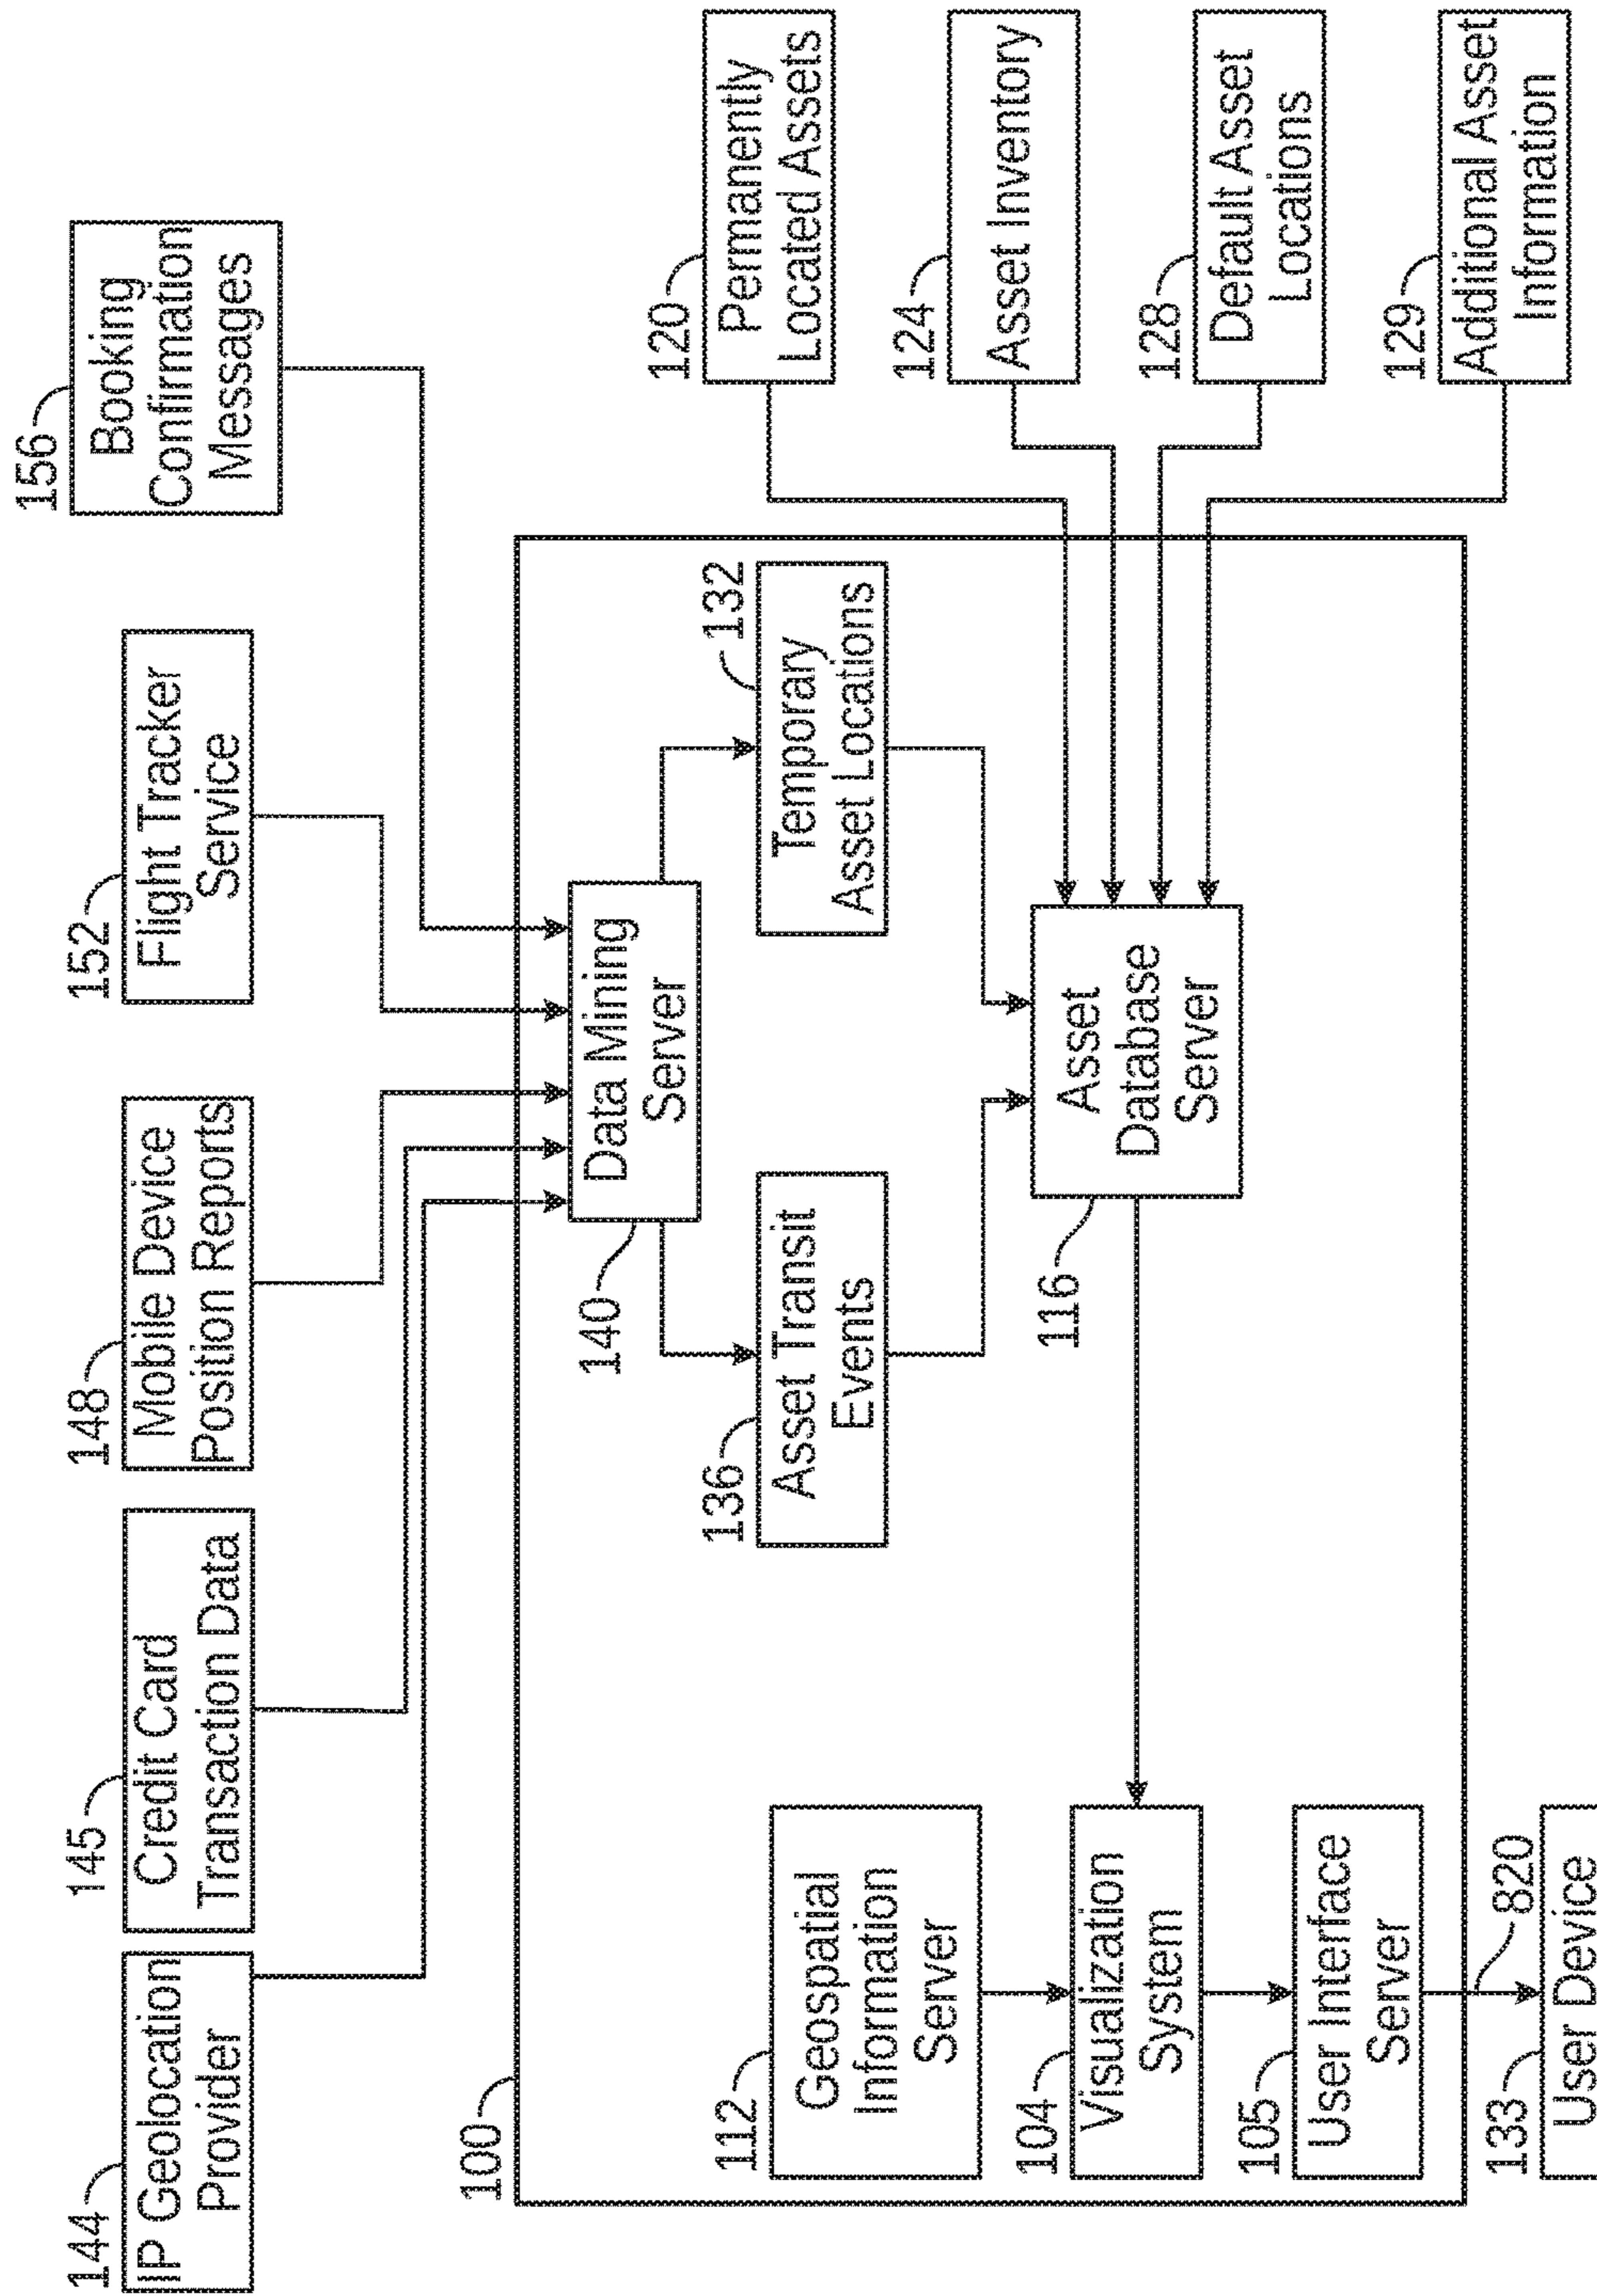 144
IP Geolocation
Provider
145
Credit Card
Transaction Data
148
Mobile Device
Position Reports
152
Flight Tracker
Service
156
Booking
Confirmation
Messages
100
140
Data Mining
Server
136
Asset Transit
Events
132
Temporary
Asset Locations
120
Permanently
Located Assets
112
Geospatial
Information
Server
116
Asset
Database
Server
124
Asset Inventory
104
Visualization
System
128
Default Asset
Locations
105
User Interface
Server
129
Additional Asset
Information
820
133
User Device